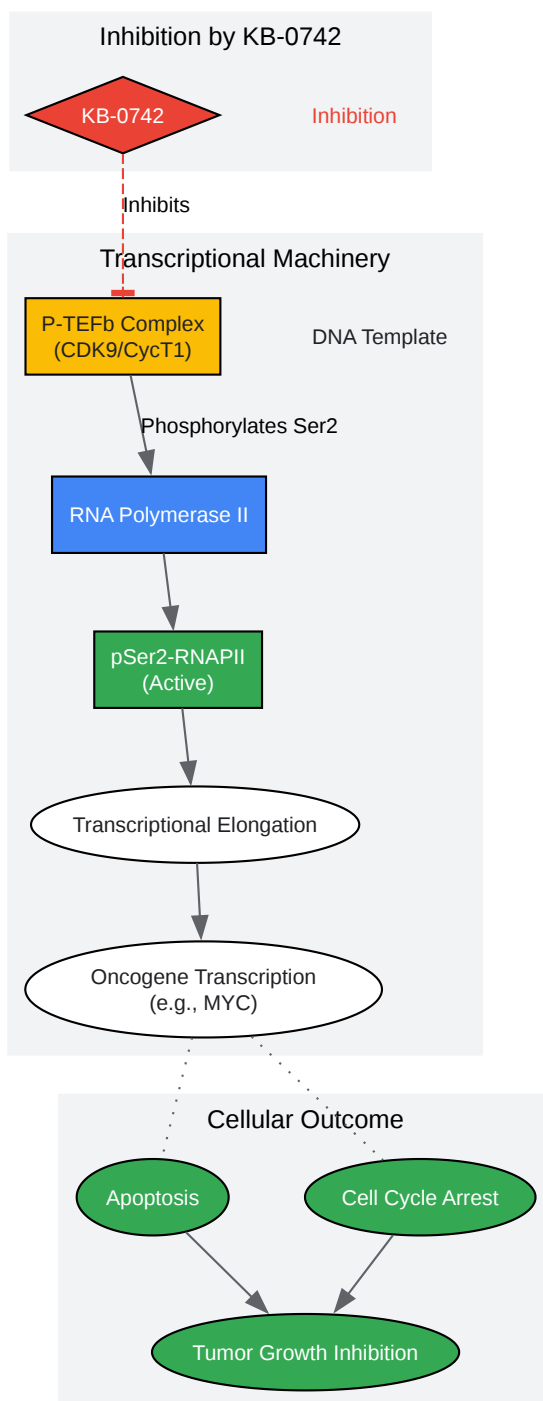 Inhibition by KB-0742
KB-0742
Inhibition
Inhibits
Transcriptional Machinery
P-TEFb Complex
(CDK9/CycT1)
DNA Template
Phosphorylates Ser2
RNA Polymerase II
pSer2-RNAPII
(Active)
Transcriptional Elongation
Oncogene Transcription
(e.g., MYC)
Cellular Outcome
Apoptosis
Cell Cycle Arrest
Tumor Growth Inhibition